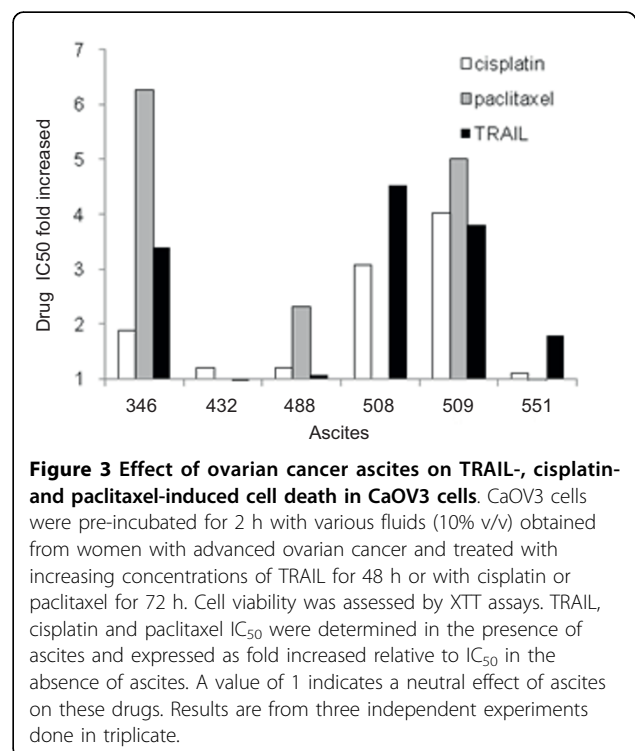 7
6
5
4
3
2
1
Drug IC50 fold increased
cisplatin
paclitaxel
TRAIL
346 432 488 508 509 551
Ascites
Figure 3 Effect of ovarian cancer ascites on TRAIL-, cisplatin-
and paclitaxel-induced cell death in CaOV3 cells. CaOV3 cells
were pre-incubated for 2 h with various fluids (10% v/v) obtained
from women with advanced ovarian cancer and treated with
increasing concentrations of TRAIL for 48 h or with cisplatin or
paclitaxel for 72 h. Cell viability was assessed by XTT assays. TRAIL,
cisplatin and paclitaxel IC50 were determined in the presence of
ascites and expressed as fold increased relative to IC50 in the
absence of ascites. A value of 1 indicates a neutral effect of ascites
on these drugs. Results are from three independent experiments
done in triplicate.